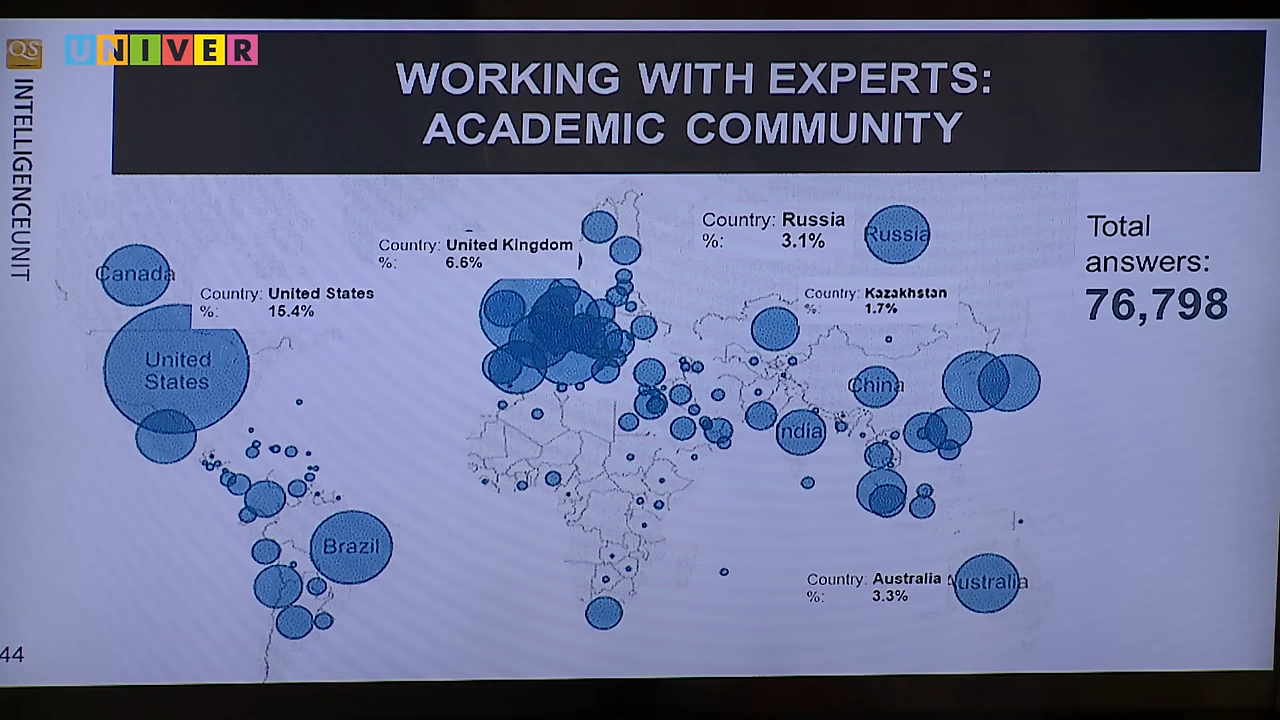 QS
INTELLIGENCEUNIT
UNIVER
WORKING WITH EXPERTS:
ACADEMIC COMMUNITY
Total
answers:
76,798
Country: Russia
%: 3.1%
Russia
Country: United Kingdom
%: 6.6%
Canada
Country: United States
%: 15.4%
Country: Kazakhstan
%: 1.7%
United
States
China
India
Brazil
Country: Australia
%: 3.3%
Australia
44